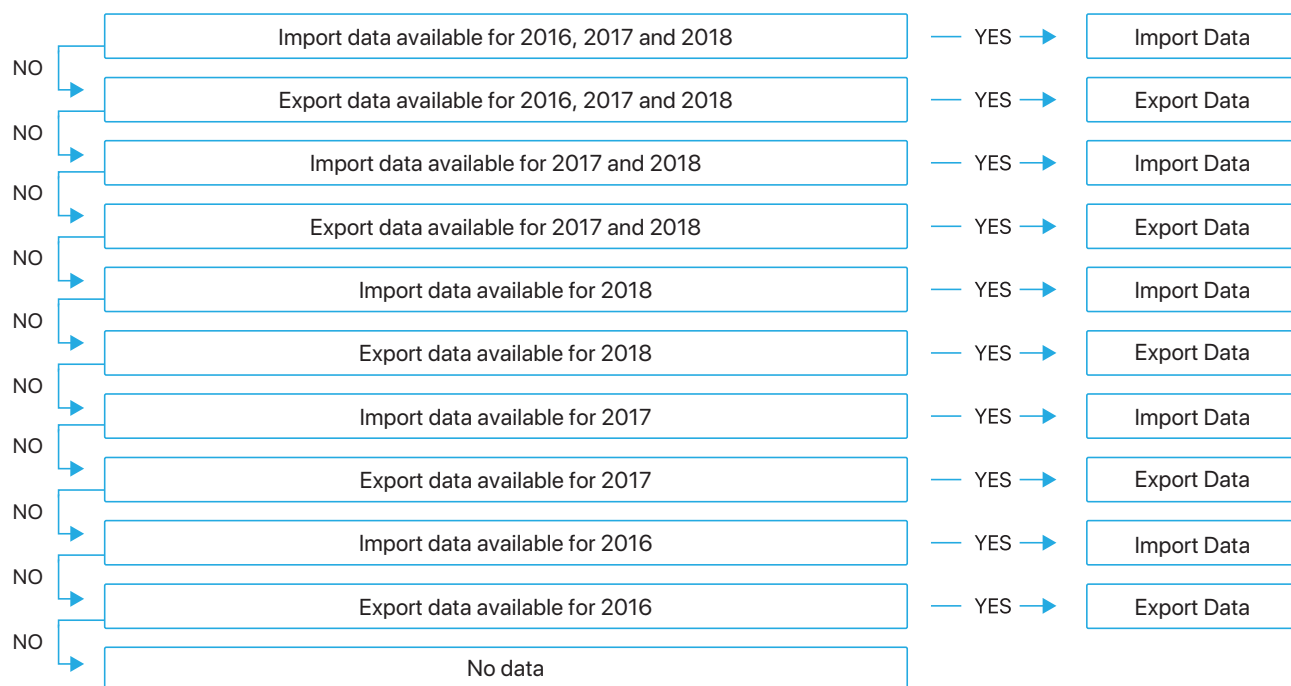 Import data available for 2016, 2017 and 2018 YES Import Data
NO
Export data available for 2016, 2017 and 2018 YES Export Data
NO
Import data available for 2017 and 2018 YES Import Data
NO
Export data available for 2017 and 2018 YES Export Data
NO
Import data available for 2018 YES Import Data
NO
Export data available for 2018 YES Export Data
NO
Import data available for 2017 YES Import Data
NO
Export data available for 2017 YES Export Data
NO
Import data available for 2016 YES Import Data
NO
Export data available for 2016 YES Export Data
NO
No data